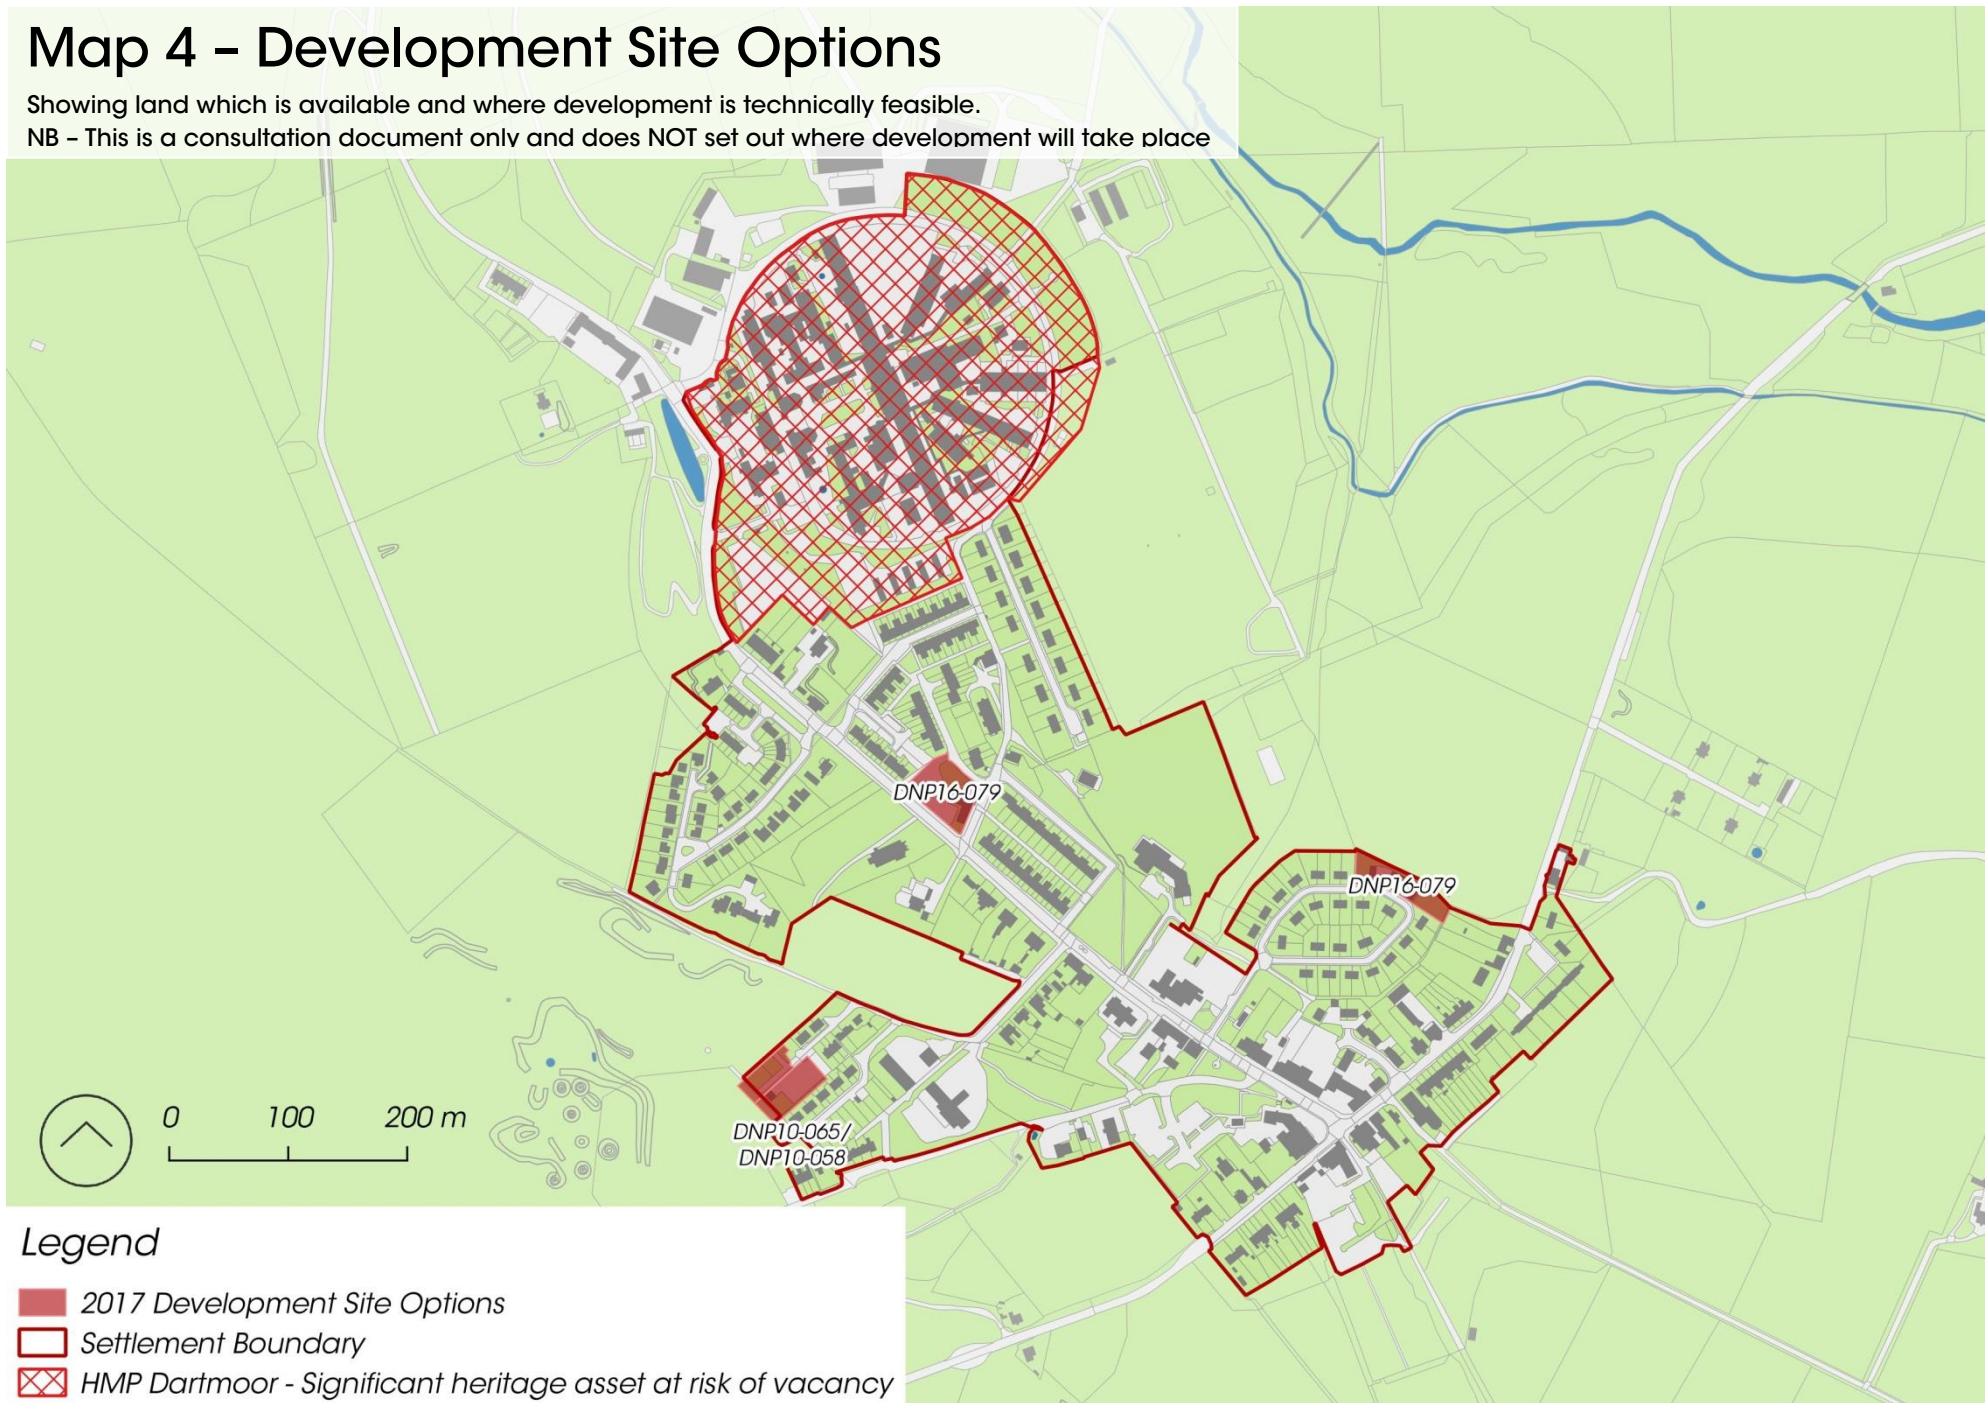 Map 4 – Development Site Options
Showing land which is available and where development is technically feasible.
NB – This is a consultation document only and does NOT set out where development will take place
DNP16-079
DNP16-079
DNP10-065/
DNP10-058
0 100 200 m
Legend
2017 Development Site Options
Settlement Boundary
HMP Dartmoor - Significant heritage asset at risk of vacancy